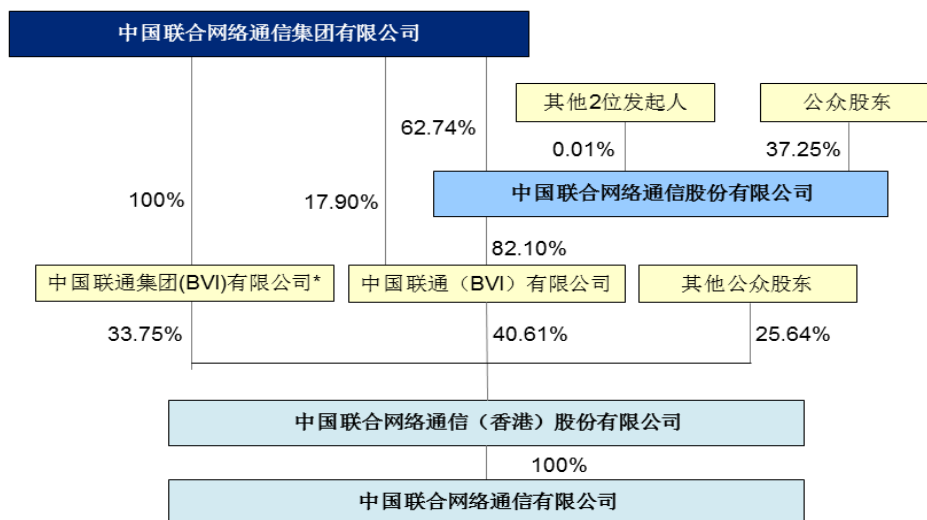 中国联合网络通信集团有限公司
其他2位发起人
公众股东
62.74%
0.01%
37.25%
100%
17.90%
中国联合网络通信股份有限公司
82.10%
中国联通集团(BVI)有限公司*
中国联通（BVI）有限公司
其他公众股东
33.75%
40.61%
25.64%
中国联合网络通信（香港）股份有限公司
100%
中国联合网络通信有限公司